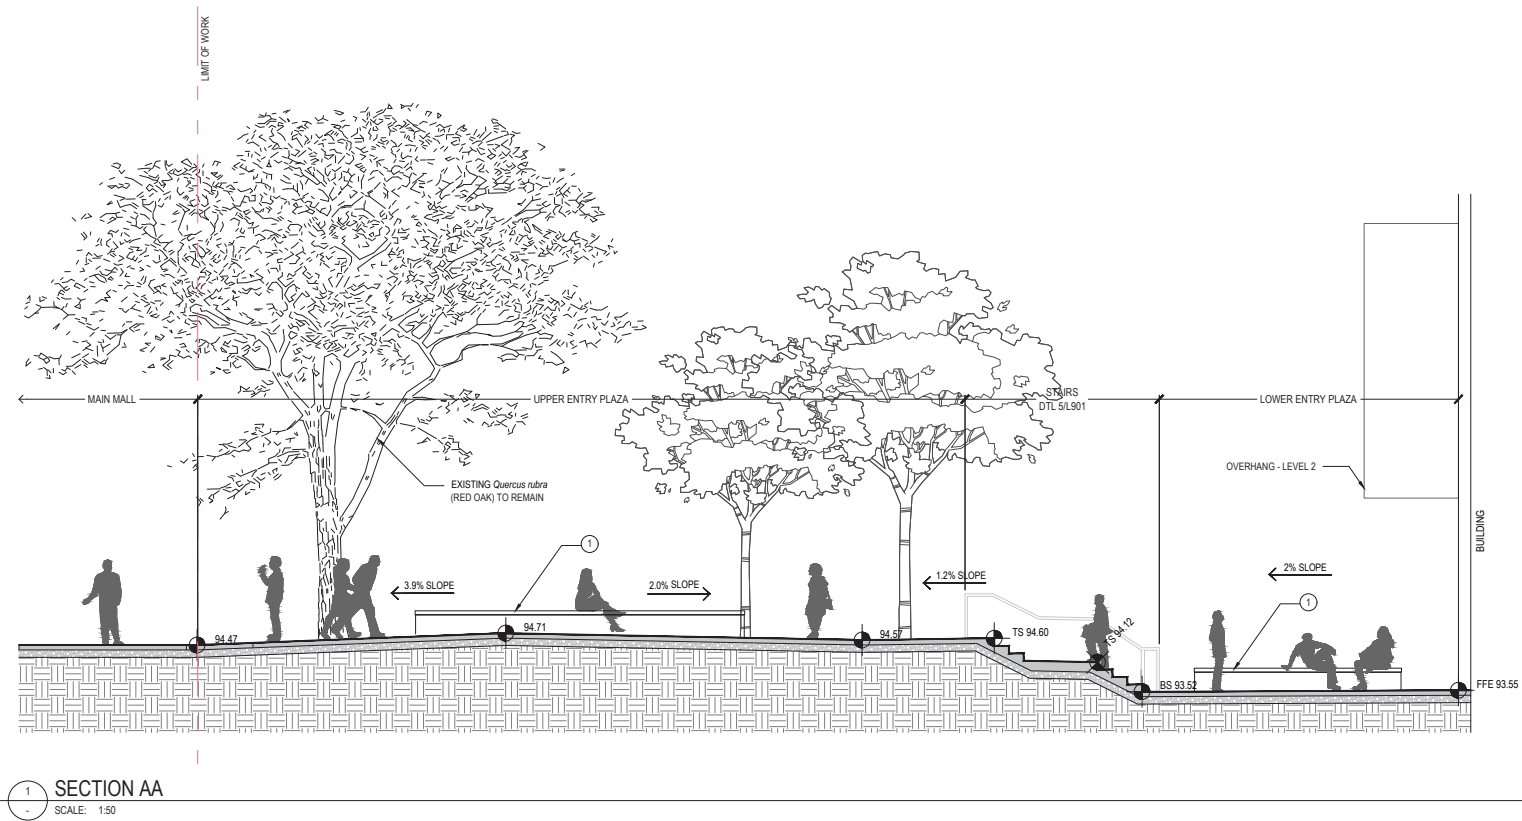 LIMIT OF WORK
MAIN MALL
UPPER ENTRY PLAZA
STAIRS
DTL 5/L901
LOWER ENTRY PLAZA
OVERHANG - LEVEL 2
EXISTING Quercus rubra
(RED OAK) TO REMAIN
BUILDING
1
3.9% SLOPE
2.0% SLOPE
1.2% SLOPE
2% SLOPE
1
94.47
94.71
94.57
TS 94.60
TS 94.12
BS 93.52
FFE 93.55
1
-
SECTION AA
SCALE: 1:50